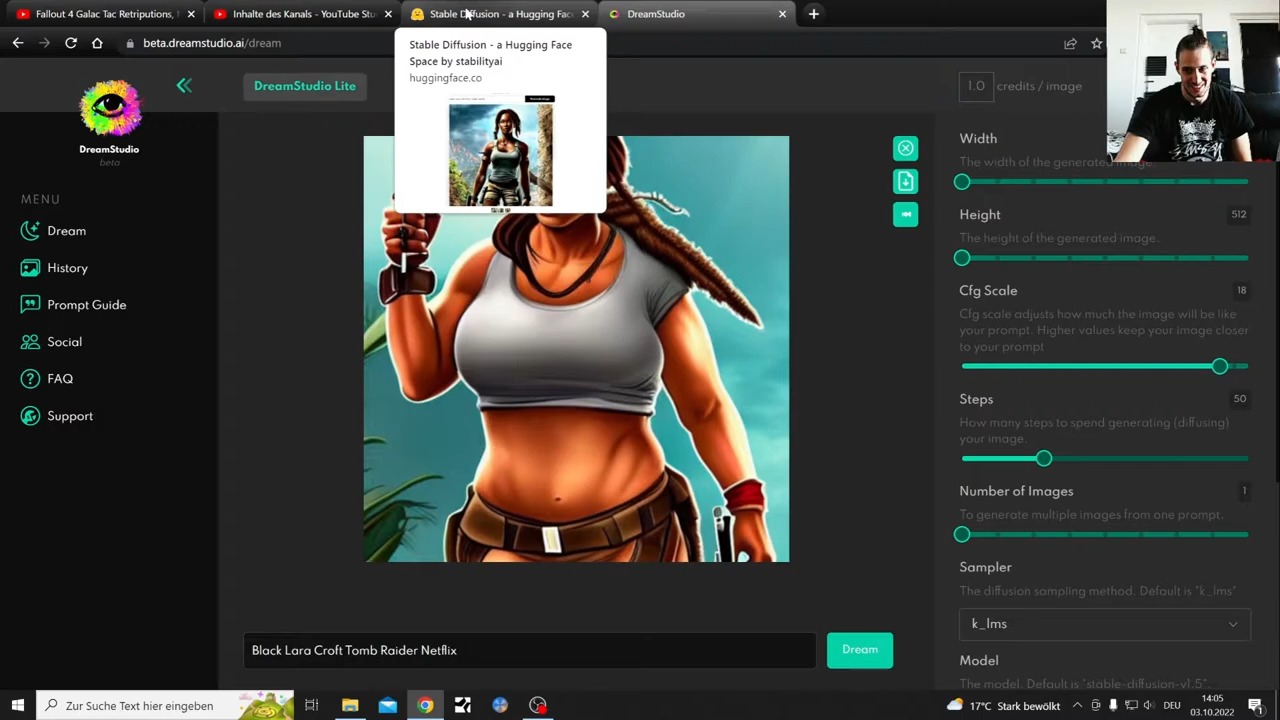 Fallout 4 Galac Tac Retriptutions,
Inhalte des Kanals - YouTube Stu
Stable Diffusion - a Hugging Fac
DreamStudio
beta.dreamstudio.ai/dream
Stable Diffusion - a Hugging Face
Space by stabilityai
huggingface.co
DreamStudio
beta
MENU
Dream
History
Prompt Guide
Social
FAQ
Support
DreamStudio Lite
Black Lara Croft Tomb Raider Netflix
Dream
1.0 credits / image
Width
The width of the generated image.
Height
512
The height of the generated image.
Cfg Scale
18
Cfg scale adjusts how much the image will be like
your prompt. Higher values keep your image closer
to your prompt
Steps
50
How many steps to spend generating (diffusing)
your image.
Number of Images
1
To generate multiple images from one prompt.
Sampler
The diffusion sampling method. Default is "k_lms"
k_lms
Model
The model. Default is "stable-diffusion-v1.5".
Zur Suche Text hier eingeben
17°C Stark bewölkt
DEU
14:05
03.10.2022